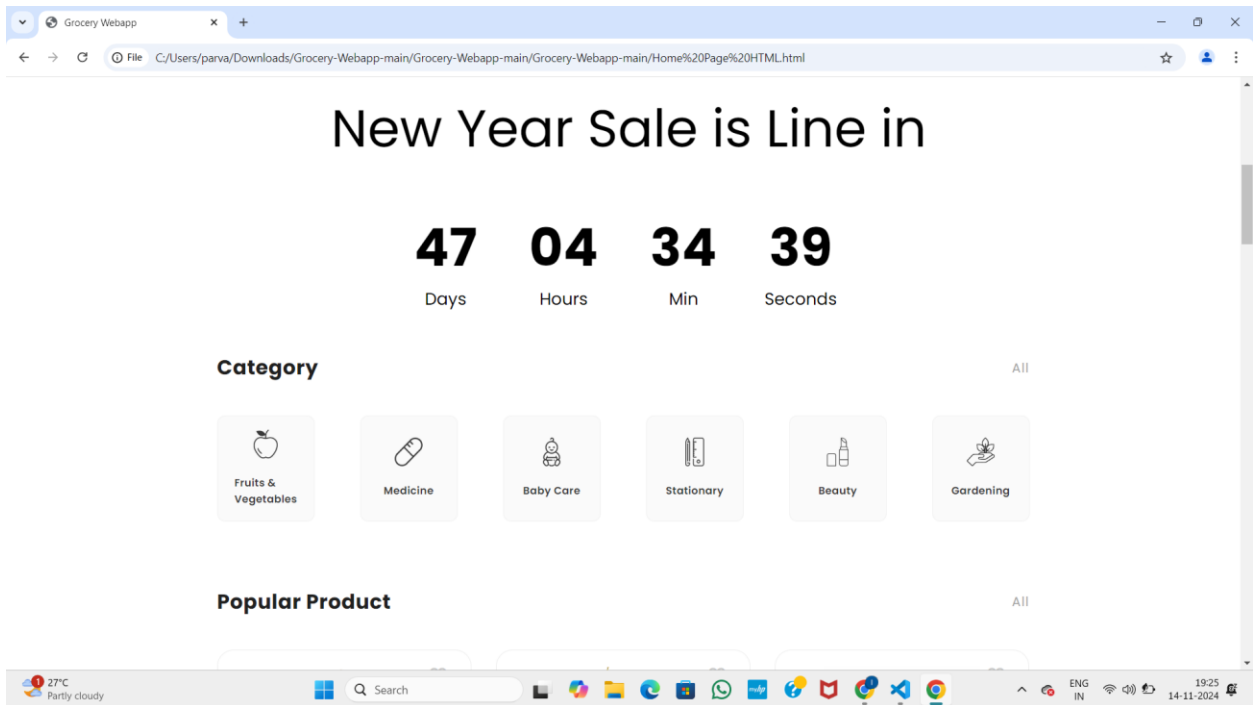 Grocery Webapp
File C:/Users/parva/Downloads/Grocery-Webapp-main/Grocery-Webapp-main/Grocery-Webapp-main/Home%20Page%20HTML.html
New Year Sale is Line in
47 04 34 39
Days Hours Min Seconds
Category All
Fruits &
Vegetables
Medicine Baby Care Stationary Beauty Gardening
Popular Product All
1 27°C
Partly cloudy
Search
ENG
IN
19:25
14-11-2024